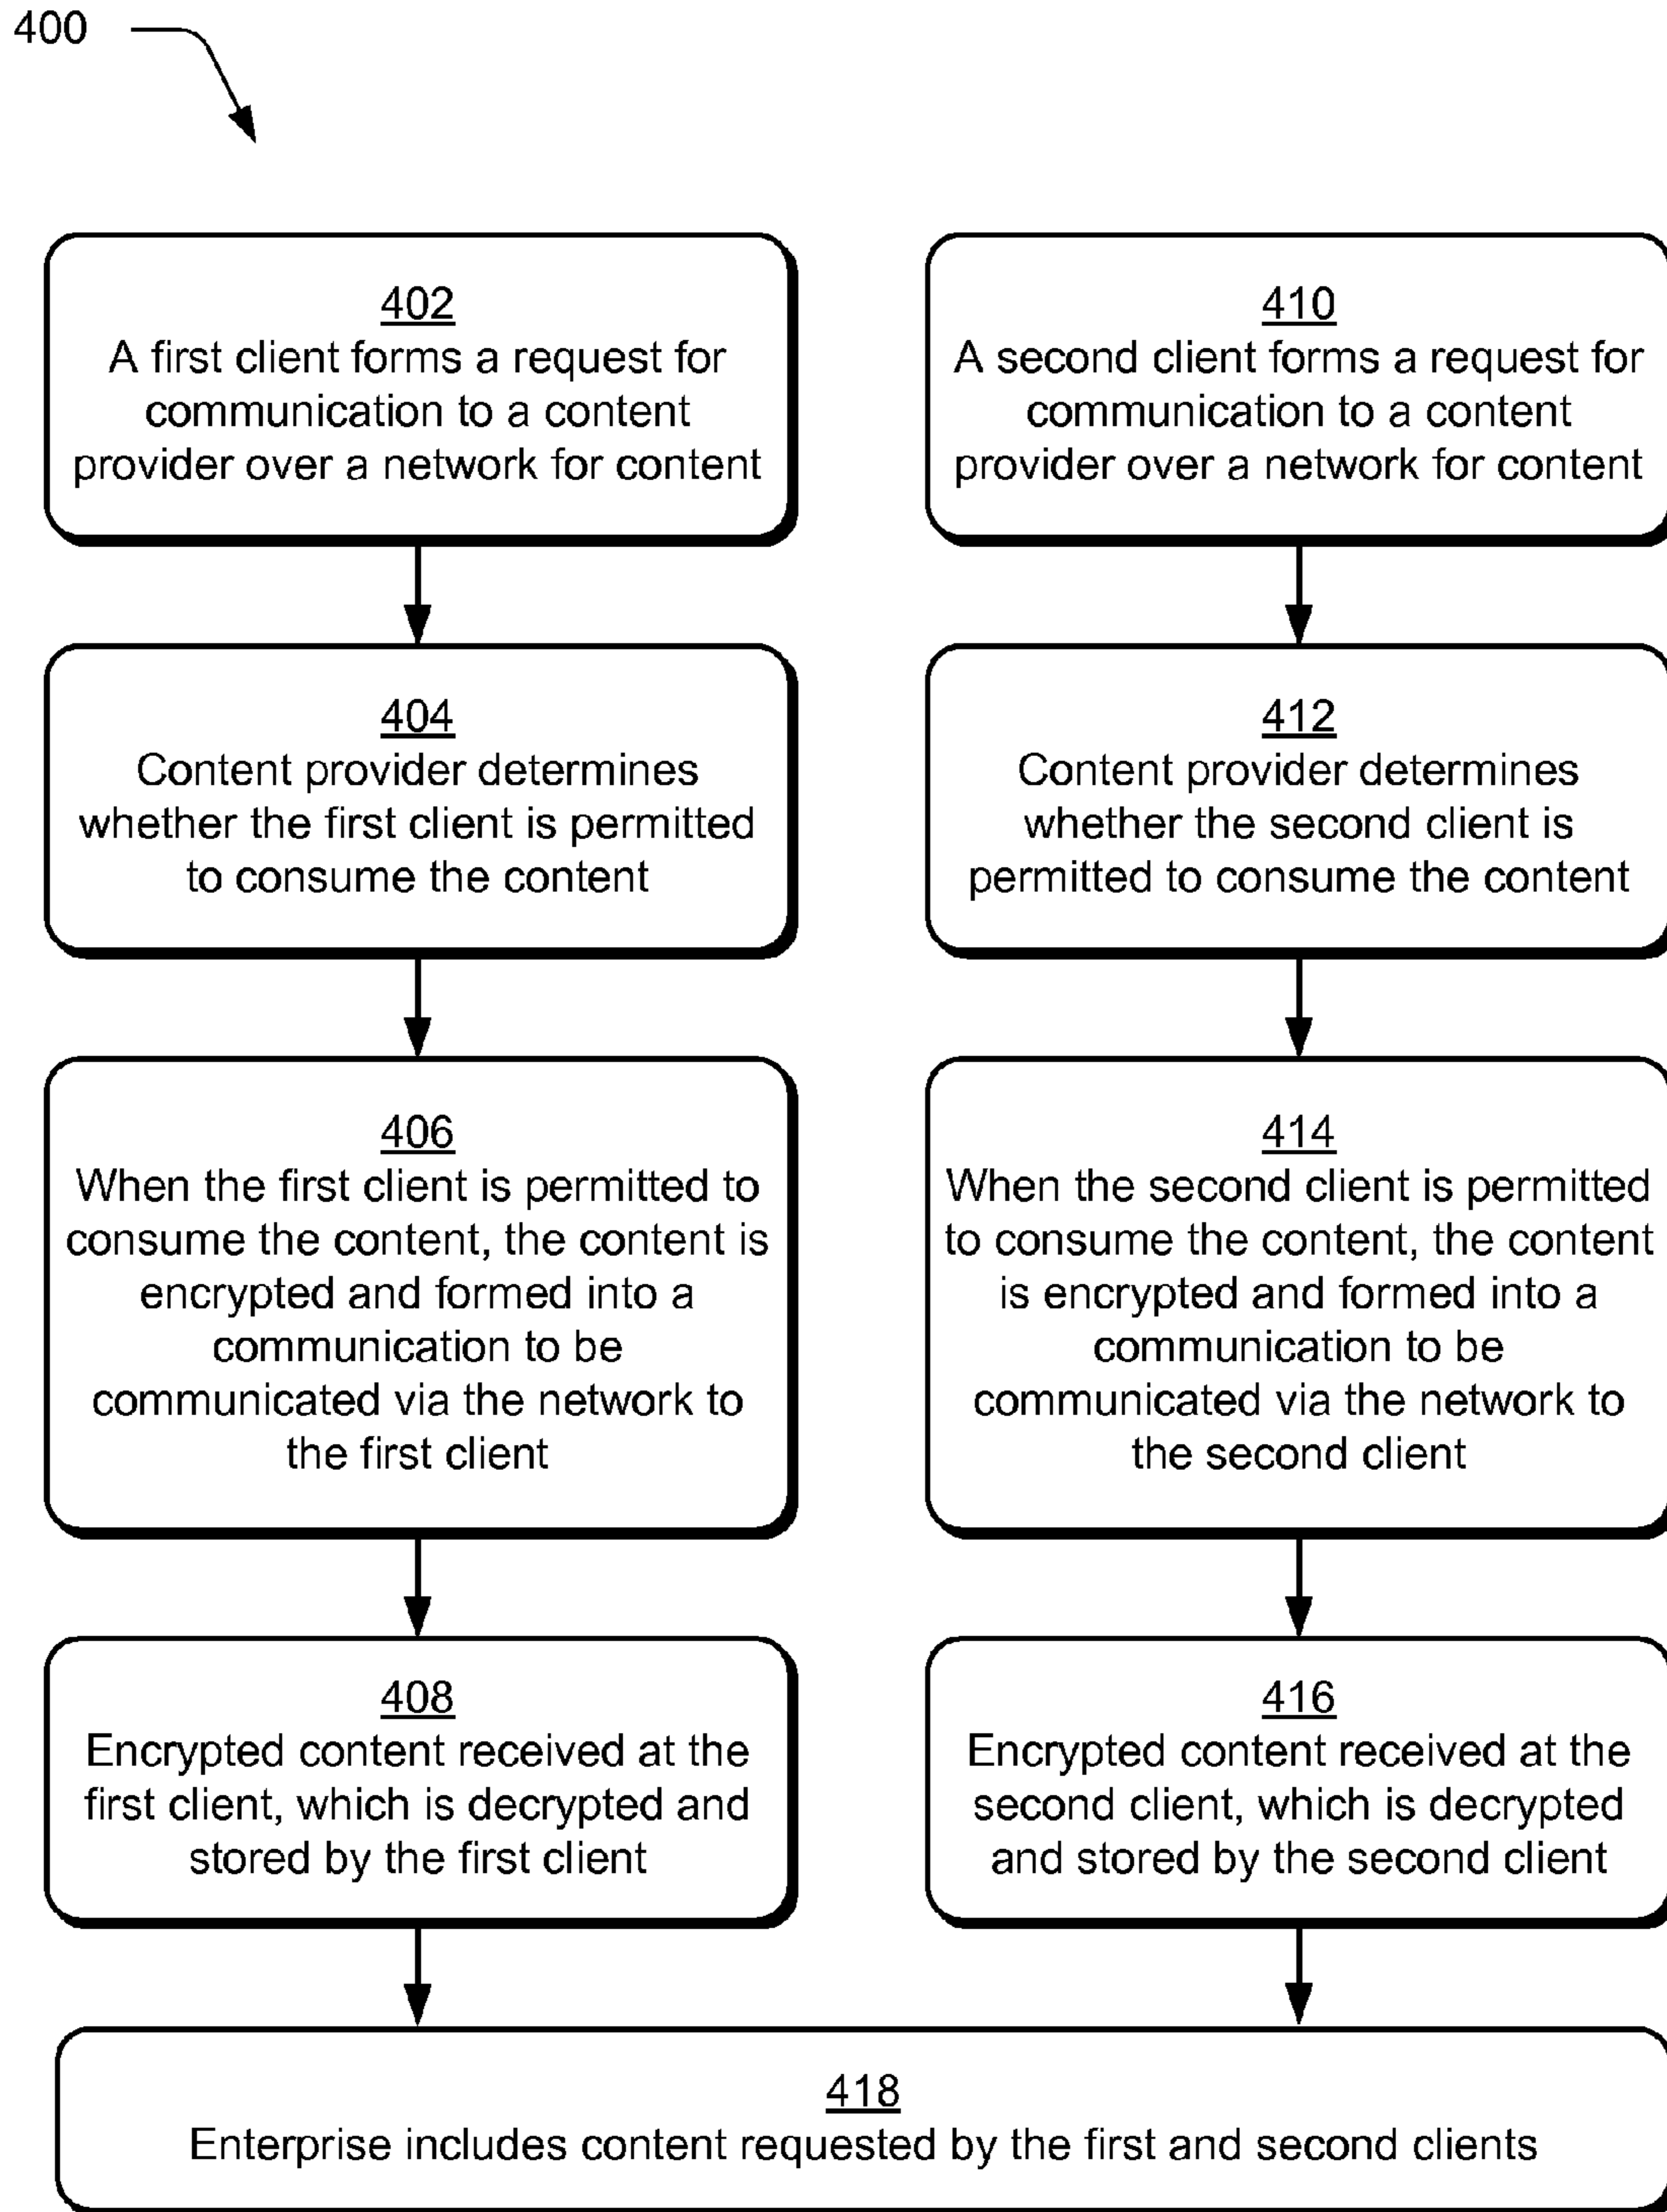 400
402
A first client forms a request for
communication to a content
provider over a network for content
404
Content provider determines
whether the first client is permitted
to consume the content
406
When the first client is permitted to
consume the content, the content is
encrypted and formed into a
communication to be
communicated via the network to
the first client
408
Encrypted content received at the
first client, which is decrypted and
stored by the first client
410
A second client forms a request for
communication to a content
provider over a network for content
412
Content provider determines
whether the second client is
permitted to consume the content
414
When the second client is permitted
to consume the content, the content
is encrypted and formed into a
communication to be
communicated via the network to
the second client
416
Encrypted content received at the
second client, which is decrypted
and stored by the second client
418
Enterprise includes content requested by the first and second clients